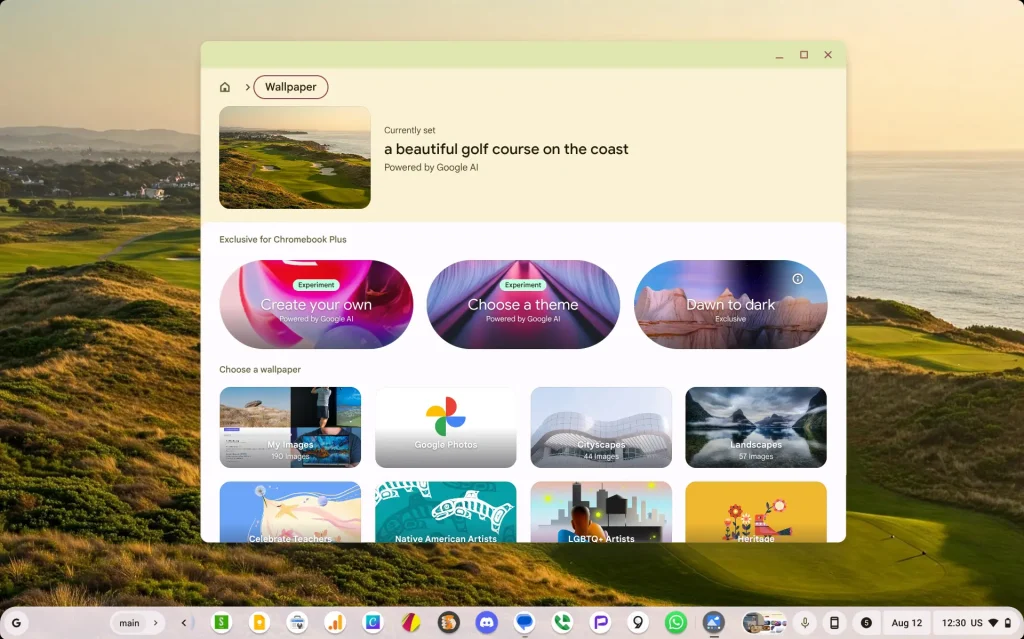 Wallpaper
Currently set
a beautiful golf course on the coast
Powered by Google AI
Exclusive for Chromebook Plus
Experiment
Create your own
Powered by Google AI
Experiment
Choose a theme
Powered by Google AI
Dawn to dark
Exclusive
Choose a wallpaper
My Images
190 images
Google Photos
Cityscapes
44 images
Landscapes
57 images
Celebrate Teachers
Native American Artists
LGBTQ+ Artists
Heritage
G
main
S
C
9
5
Aug 12
12:30
US